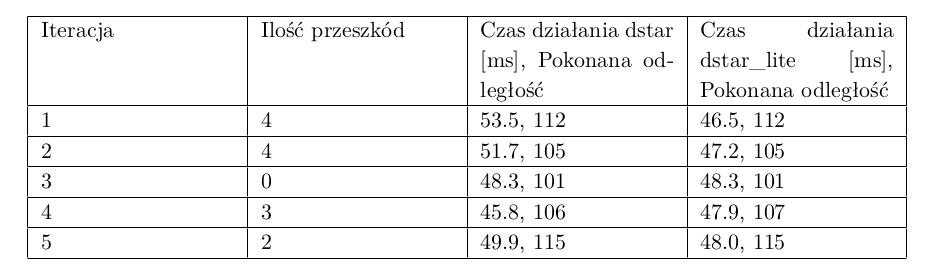 Iteracja Ilość przeszkód Czas działania dstar Czas działania
[ms], Pokonana od- dstar_lite [ms],
ległość Pokonana odległość
1 4 53.5, 112 46.5, 112
2 4 51.7, 105 47.2, 105
3 0 48.3, 101 48.3, 101
4 3 45.8, 106 47.9, 107
5 2 49.9, 115 48.0, 115